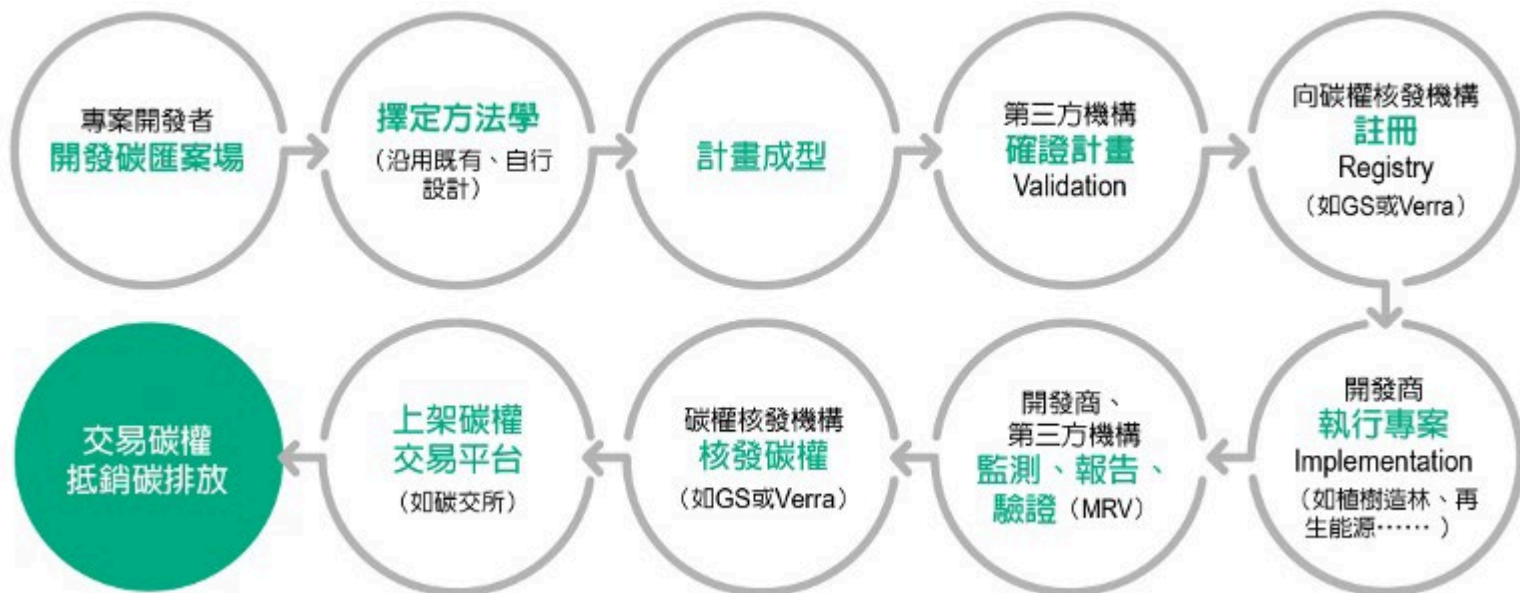 專案開發者
開發碳匯案場
擇定方法學
（沿用既有、自行
設計）
計畫成型
第三方機構
確證計畫
Validation
向碳權核發機構
註冊
Registry
（如GS或Verra）
開發商
執行專案
Implementation
（如植樹造林、再
生能源……）
開發商、
第三方機構
監測、報告、
驗證（MRV）
碳權核發機構
核發碳權
（如GS或Verra）
上架碳權
交易平台
（如碳交所）
交易碳權
抵銷碳排放